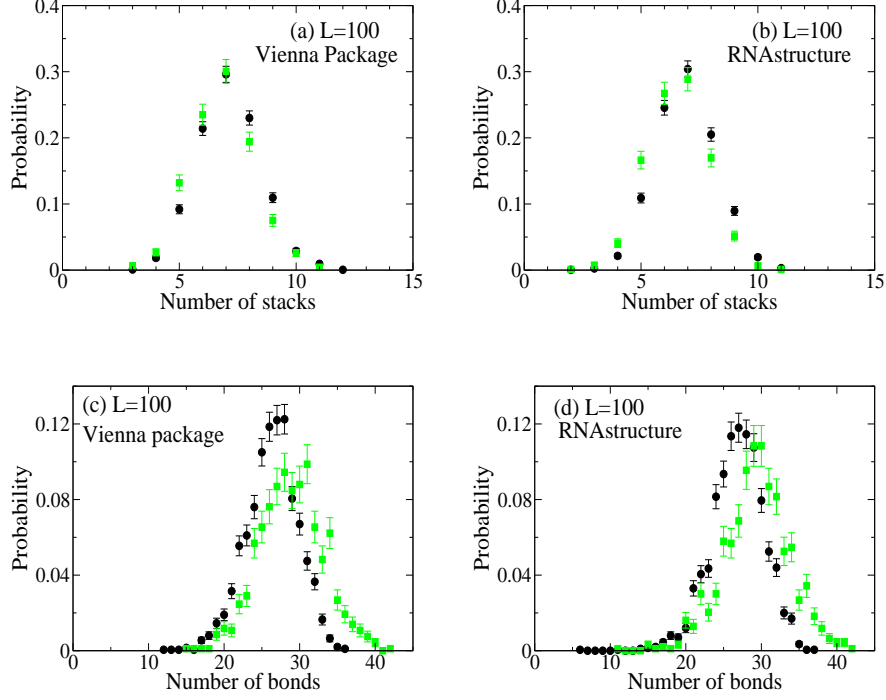 (a) L=100
Vienna Package
Probability
0.4
0.3
0.2
0.1
0
0
5
10
15
Number of stacks
(b) L=100
RNAstructure
Probability
0.4
0.3
0.2
0.1
0
0
5
10
15
Number of stacks
(c) L=100
Vienna package
Probability
0.12
0.08
0.04
0
0
10
20
30
40
Number of bonds
(d) L=100
RNAstructure
Probability
0.12
0.08
0.04
0
0
10
20
30
40
Number of bonds